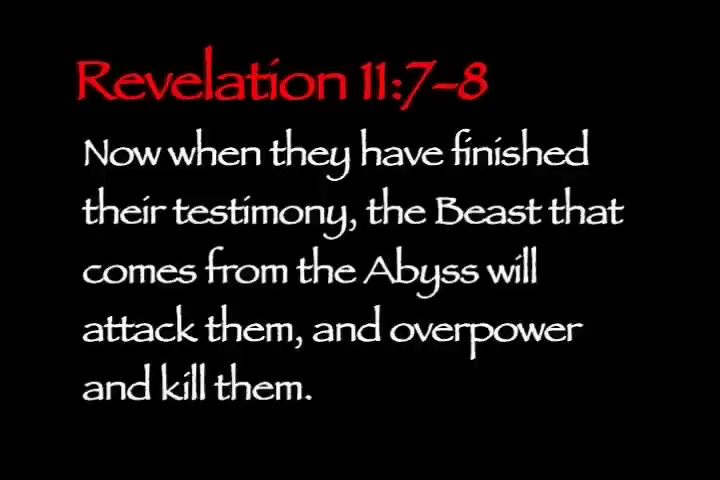 Revelation 11:7-8
Now when they have finished
their testimony, the Beast that
comes from the Abyss will
attack them, and overpower
and kill them.